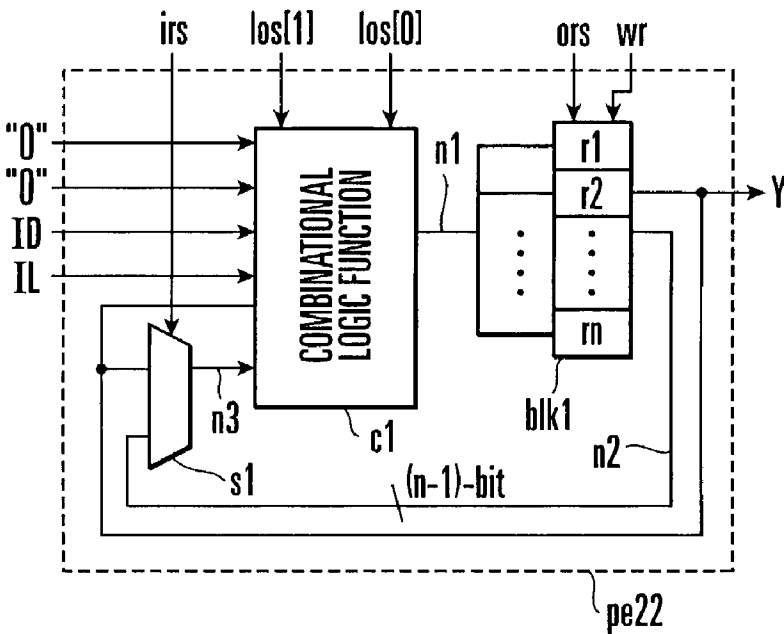 irs los[1] los[0] ors wr
"0"
"0"
ID
IL
COMBINATIONAL
LOGIC FUNCTION
n1
r1
r2
rn
Y
n3
c1
blk1
s1
(n-1)-bit
n2
pe22